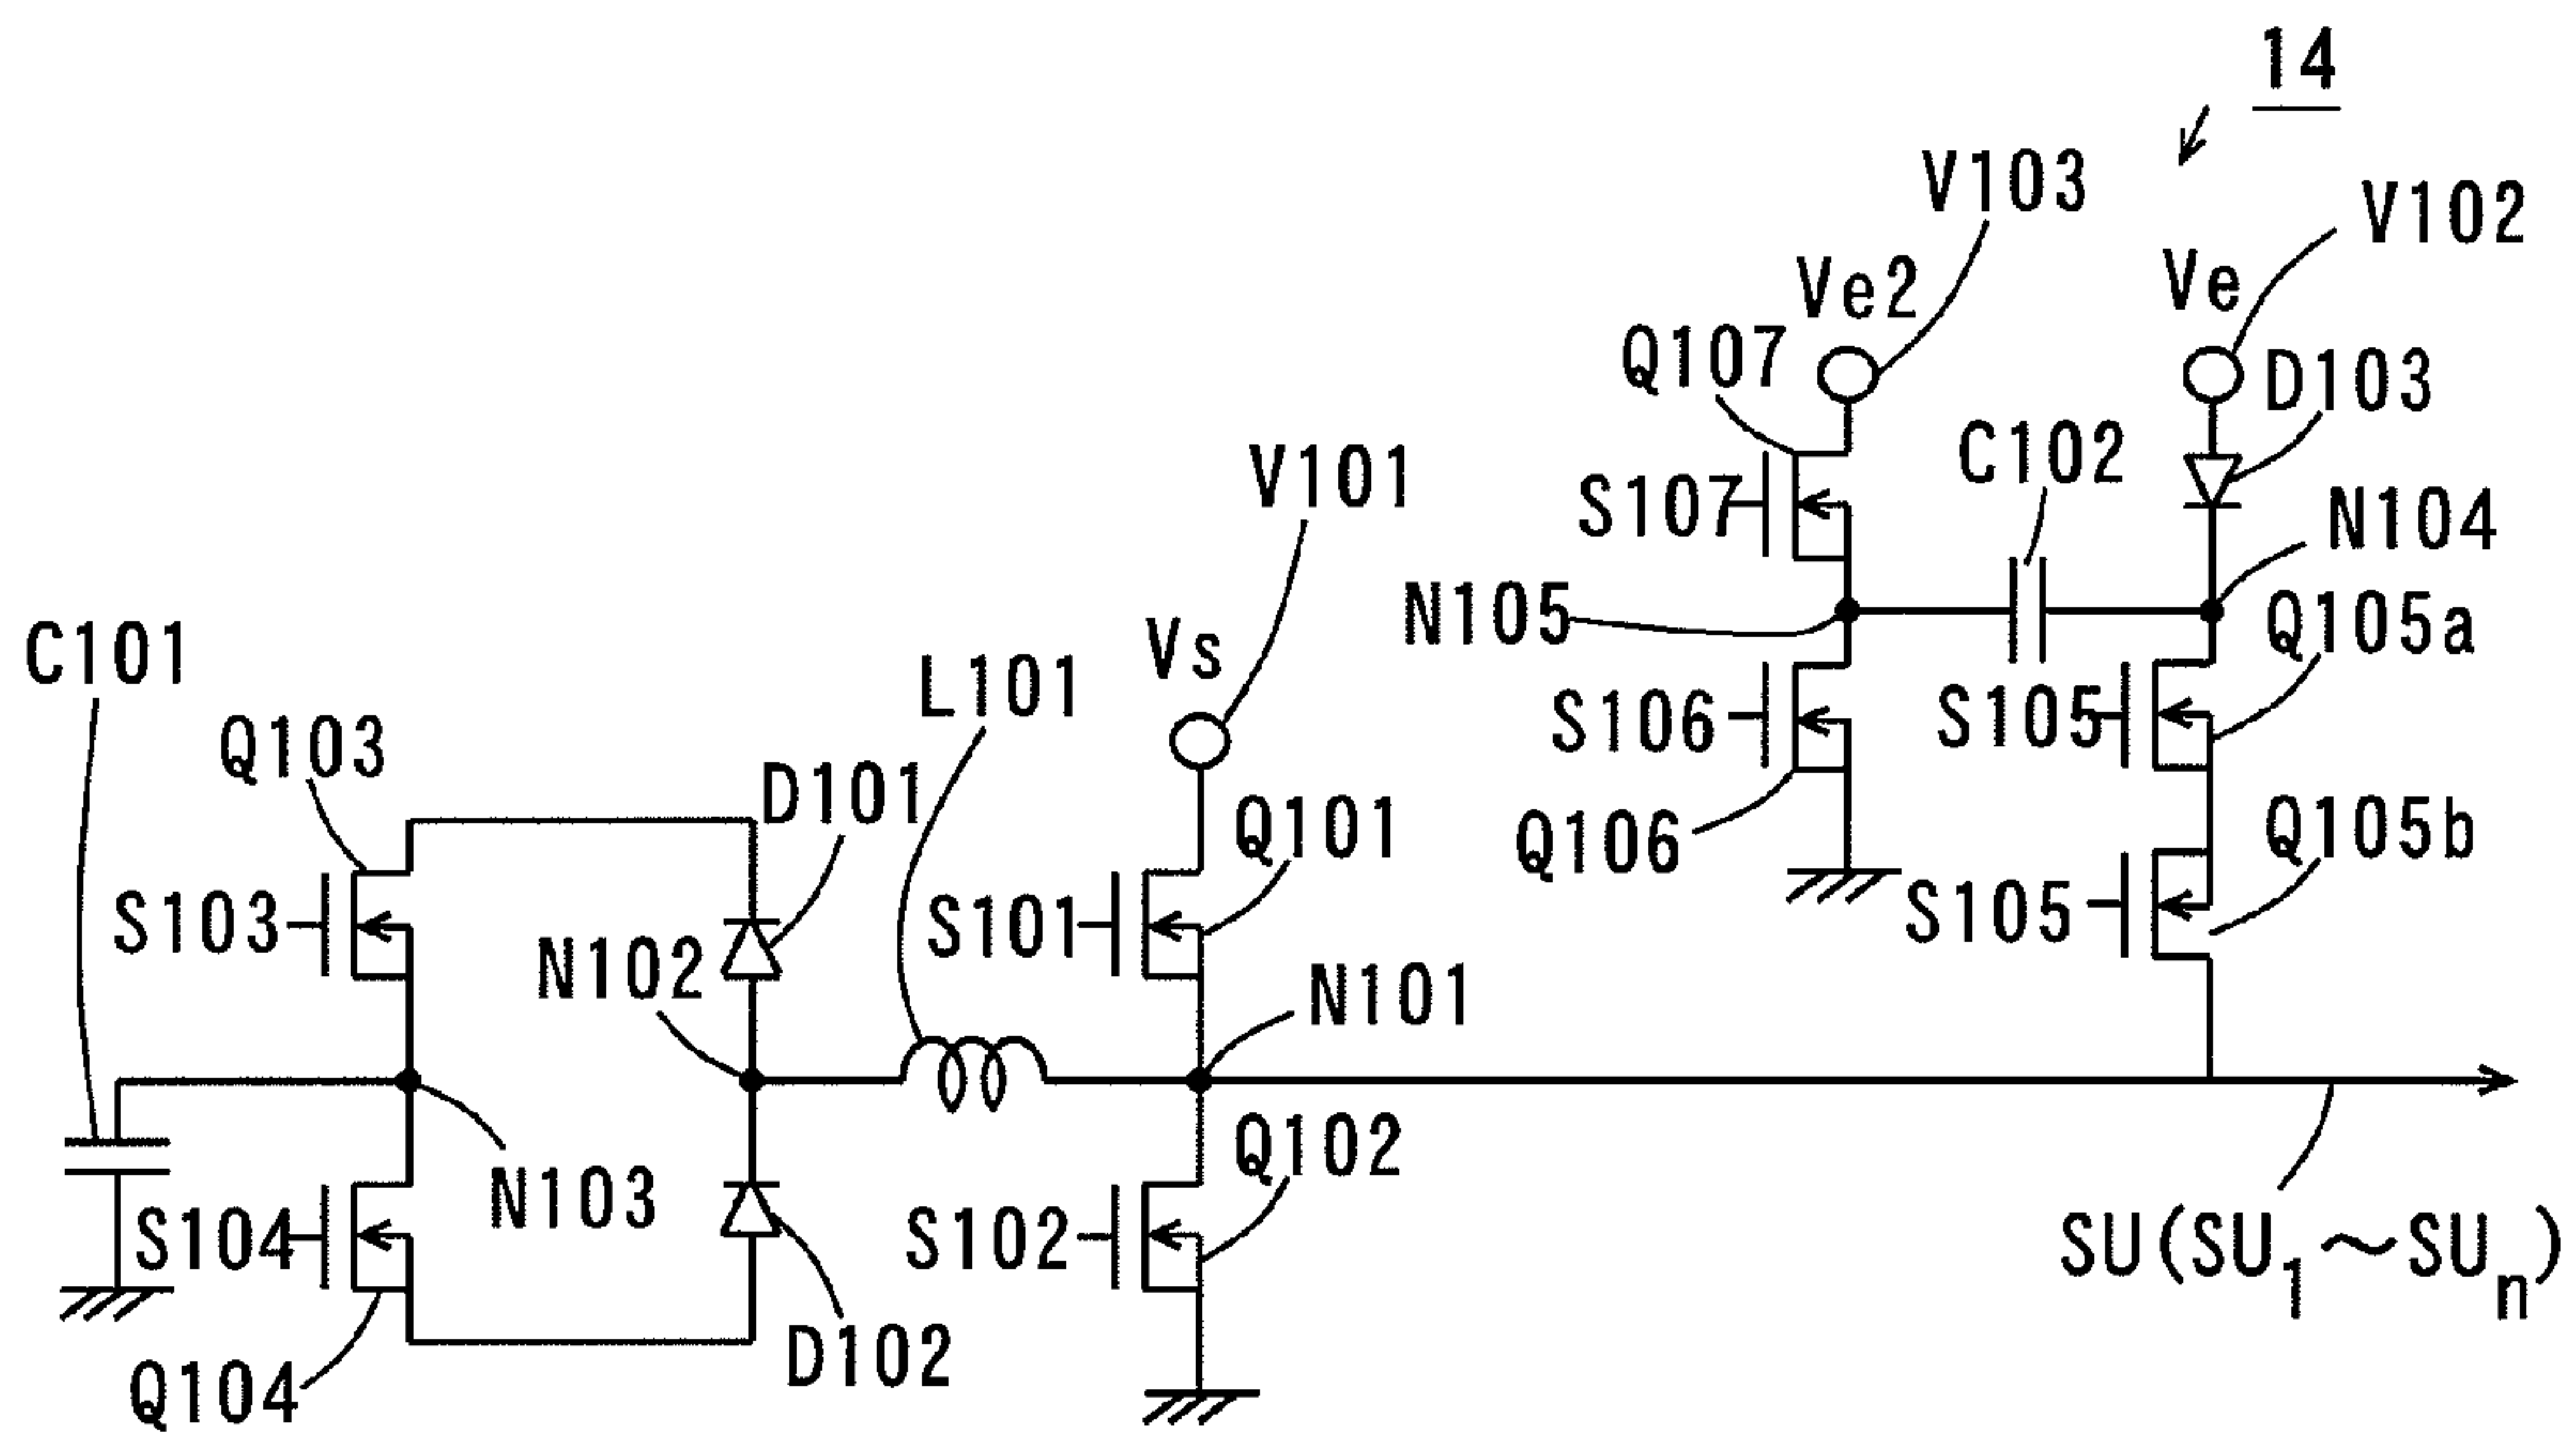 14
V103
V102
Ve2
Ve
Q107
D103
C102
V101
S107
N104
N105
Q105a
C101
Vs
L101
S106
S105
Q103
D101
Q101
Q106
Q105b
S103
S101
S105
N102
N101
Q102
N103
S104
S102
SU(SU1～SUn)
D102
Q104